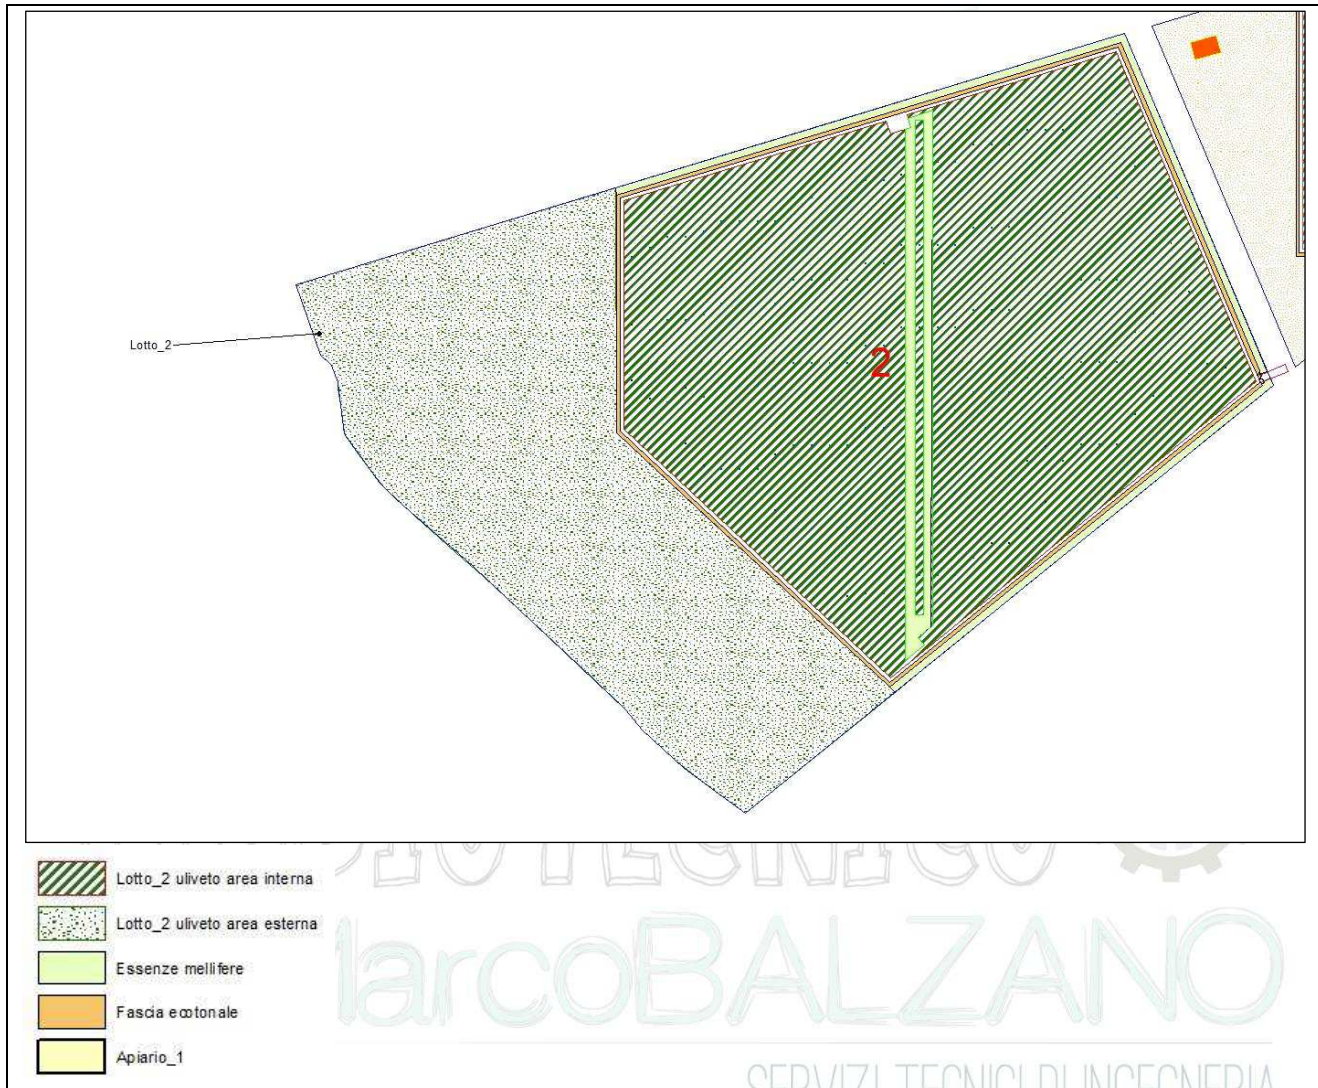 Lotto_2
2
Lotto_2 uliveto area interna
Lotto_2 uliveto area esterna
Essenze mellifere
Fascia ecotonale
Apiario_1
MarcoBALZANO
SERVIZI TECNICI DI INGEGNERIA